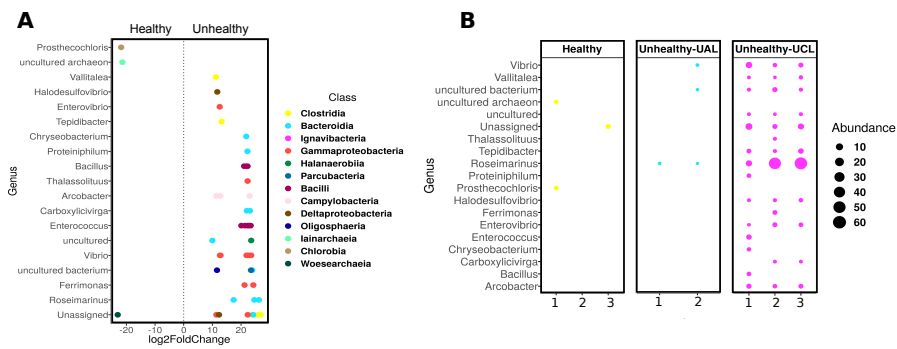 A
Healthy
Unhealthy
Genus
Prosthecochloris
uncultured archaeon
Vallitalea
Halodesulfovibrio
Enterovibrio
Tepidibacter
Chryseobacterium
Proteiniphilum
Bacillus
Thalassolituus
Arcobacter
Carboxylicivirga
Enterococcus
uncultured
Vibrio
uncultured bacterium
Ferrimonas
Roseimarinus
Unassigned
-20 -10 0 10 20
log2FoldChange
Class
Clostridia
Bacteroidia
Ignavibacteria
Gammaproteobacteria
Halanaerobiia
Parcubacteria
Bacilli
Campylobacteria
Deltaproteobacteria
Oligosphaeria
Iainarchaeia
Chlorobia
Woesearchaeia
B
Healthy
Unhealthy-UAL
Unhealthy-UCL
Genus
Vibrio
Vallitalea
uncultured bacterium
uncultured archaeon
uncultured
Unassigned
Thalassolituus
Tepidibacter
Roseimarinus
Proteiniphilum
Prosthecochloris
Halodesulfovibrio
Ferrimonas
Enterovibrio
Enterococcus
Chryseobacterium
Carboxylicivirga
Bacillus
Arcobacter
1 2 3
1 2
1 2 3
Abundance
10
20
30
40
50
60